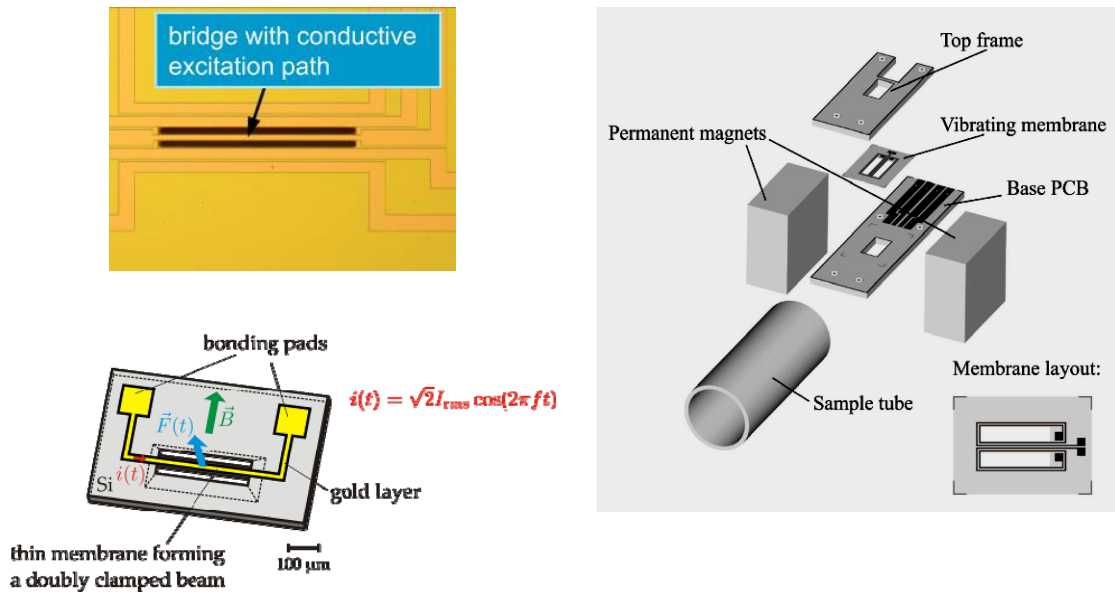 bridge with conductive
excitation path
bonding pads
i(t) = √2I_rms cos(2πft)
B⃗
F⃗(t)
i(t)
Si
gold layer
thin membrane forming
a doubly clamped beam
100 μm
Top frame
Permanent magnets
Vibrating membrane
Base PCB
Sample tube
Membrane layout: